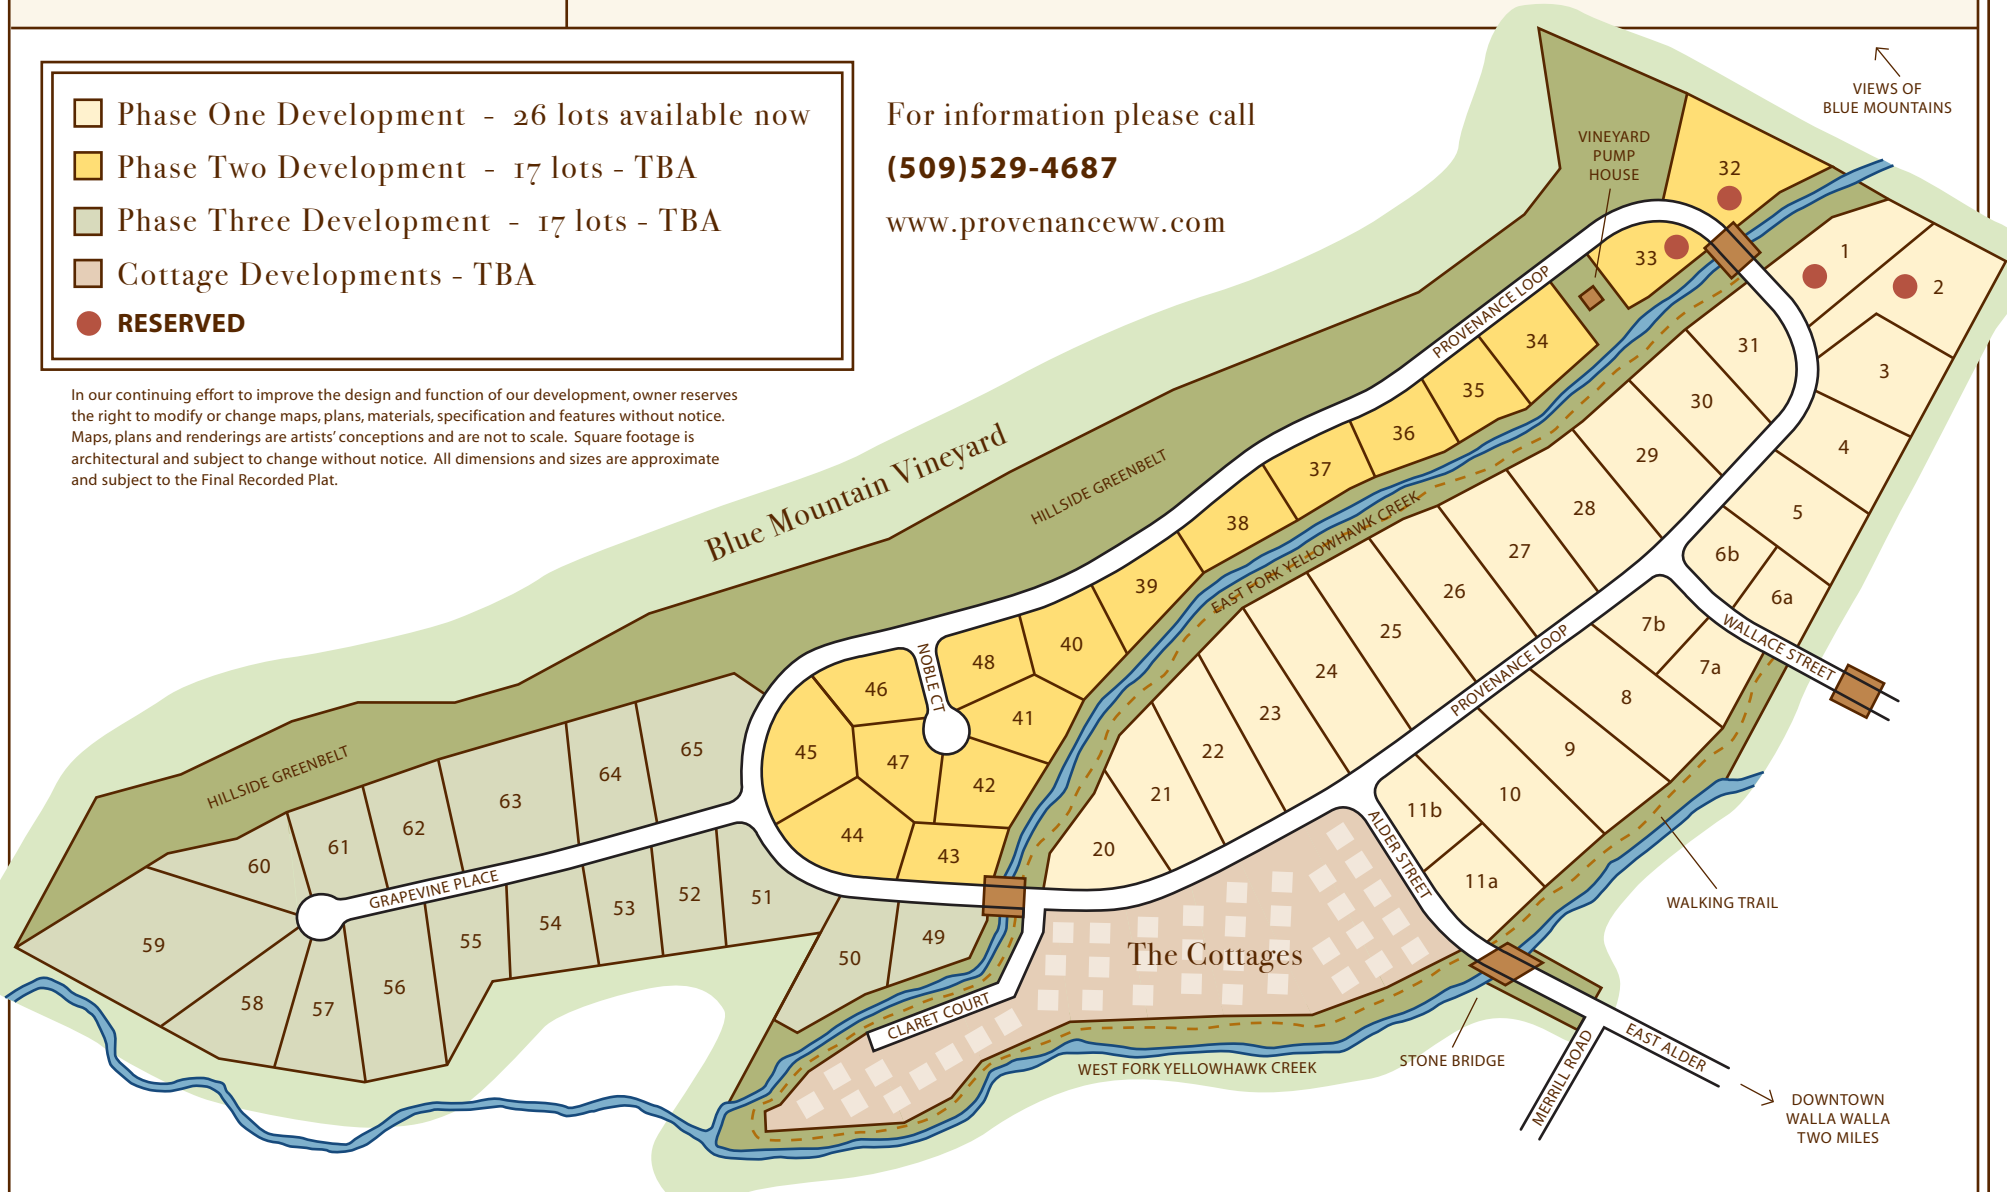 Phase One Development - 26 lots available now
Phase Two Development - 17 lots - TBA
Phase Three Development - 17 lots - TBA
Cottage Developments - TBA
RESERVED
For information please call
(509)529-4687
www.provenanceww.com
In our continuing effort to improve the design and function of our development, owner reserves
the right to modify or change maps, plans, materials, specification and features without notice.
Maps, plans and renderings are artists' conceptions and are not to scale. Square footage is
architectural and subject to change without notice. All dimensions and sizes are approximate
and subject to the Final Recorded Plat.
VIEWS OF
BLUE MOUNTAINS
VINEYARD
PUMP
HOUSE
32
33
1
2
3
4
5
6b
6a
31
30
29
28
27
26
25
24
23
22
21
20
PROVENANCE LOOP
34
35
36
37
38
39
40
48
41
42
43
44
45
46
47
NOBLE CT
Blue Mountain Vineyard
HILLSIDE GREENBELT
EAST FORK YELLOWHAWK CREEK
PROVENANCE LOOP
WALLACE STREET
7b
7a
8
9
10
11b
11a
ALDER STREET
WALKING TRAIL
HILLSIDE GREENBELT
65
64
63
62
61
60
59
58
57
56
55
54
53
52
51
50
49
GRAPEVINE PLACE
The Cottages
CLARET COURT
WEST FORK YELLOWHAWK CREEK
STONE BRIDGE
MERRILL ROAD
EAST ALDER
DOWNTOWN
WALLA WALLA
TWO MILES